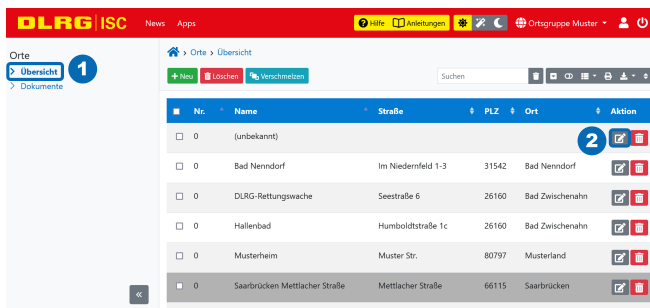 DLRG ISC News Apps Hilfe Anleitungen Ortsgruppe Muster
Orte
> Übersicht 1
> Dokumente
> Orte > Übersicht
+ Neu Löschen Verschmelzen Suchen
Nr. Name Straße PLZ Ort Aktion
0 (unbekannt) 2
0 Bad Nenndorf Im Niedernfeld 1-3 31542 Bad Nenndorf
0 DLRG-Rettungswache Seestraße 6 26160 Bad Zwischenahn
0 Hallenbad Humboldtstraße 1c 26160 Bad Zwischenahn
0 Musterheim Muster Str. 80797 Musterland
0 Saarbrücken Mettlacher Straße Mettlacher Straße 66115 Saarbrücken
«